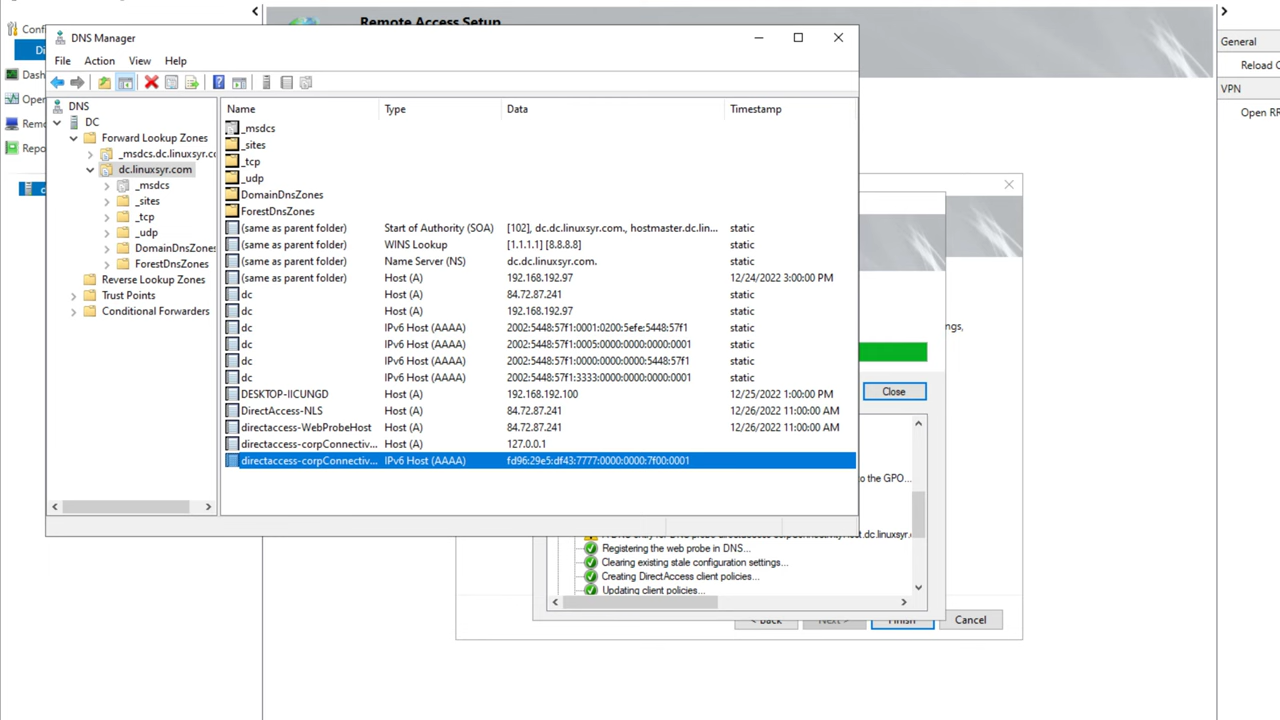 Remote Access Setup
DNS Manager
File Action View Help
DNS
DC
Forward Lookup Zones
_msdcs.dc.linuxsyr.co
dc.linuxsyr.com
_msdcs
_sites
_tcp
_udp
DomainDnsZones
ForestDnsZones
Reverse Lookup Zones
Trust Points
Conditional Forwarders
Name Type Data Timestamp
_msdcs
_sites
_tcp
_udp
DomainDnsZones
ForestDnsZones
(same as parent folder) Start of Authority (SOA) [102], dc.dc.linuxsyr.com., hostmaster.dc.lin... static
(same as parent folder) WINS Lookup [1.1.1.1] [8.8.8.8] static
(same as parent folder) Name Server (NS) dc.dc.linuxsyr.com. static
(same as parent folder) Host (A) 192.168.192.97 12/24/2022 3:00:00 PM
dc Host (A) 84.72.87.241 static
dc Host (A) 192.168.192.97 static
dc IPv6 Host (AAAA) 2002:5448:57f1:0001:0200:5efe:5448:57f1 static
dc IPv6 Host (AAAA) 2002:5448:57f1:0005:0000:0000:0000:0001 static
dc IPv6 Host (AAAA) 2002:5448:57f1:0000:0000:0000:5448:57f1 static
dc IPv6 Host (AAAA) 2002:5448:57f1:3333:0000:0000:0000:0001 static
DESKTOP-IICUNGD Host (A) 192.168.192.100 12/25/2022 1:00:00 PM
DirectAccess-NLS Host (A) 84.72.87.241 12/26/2022 11:00:00 AM
directaccess-WebProbeHost Host (A) 84.72.87.241 12/26/2022 11:00:00 AM
directaccess-corpConnectiv... Host (A) 127.0.0.1
directaccess-corpConnectiv... IPv6 Host (AAAA) fd96:29e5:df43:7777:0000:0000:7f00:0001
Close
o the GPO...
Registering the web probe in DNS...
Clearing existing stale configuration settings...
Creating DirectAccess client policies...
Updating client policies...
< Back Next > Finish Cancel
General
Reload C
VPN
Open RR